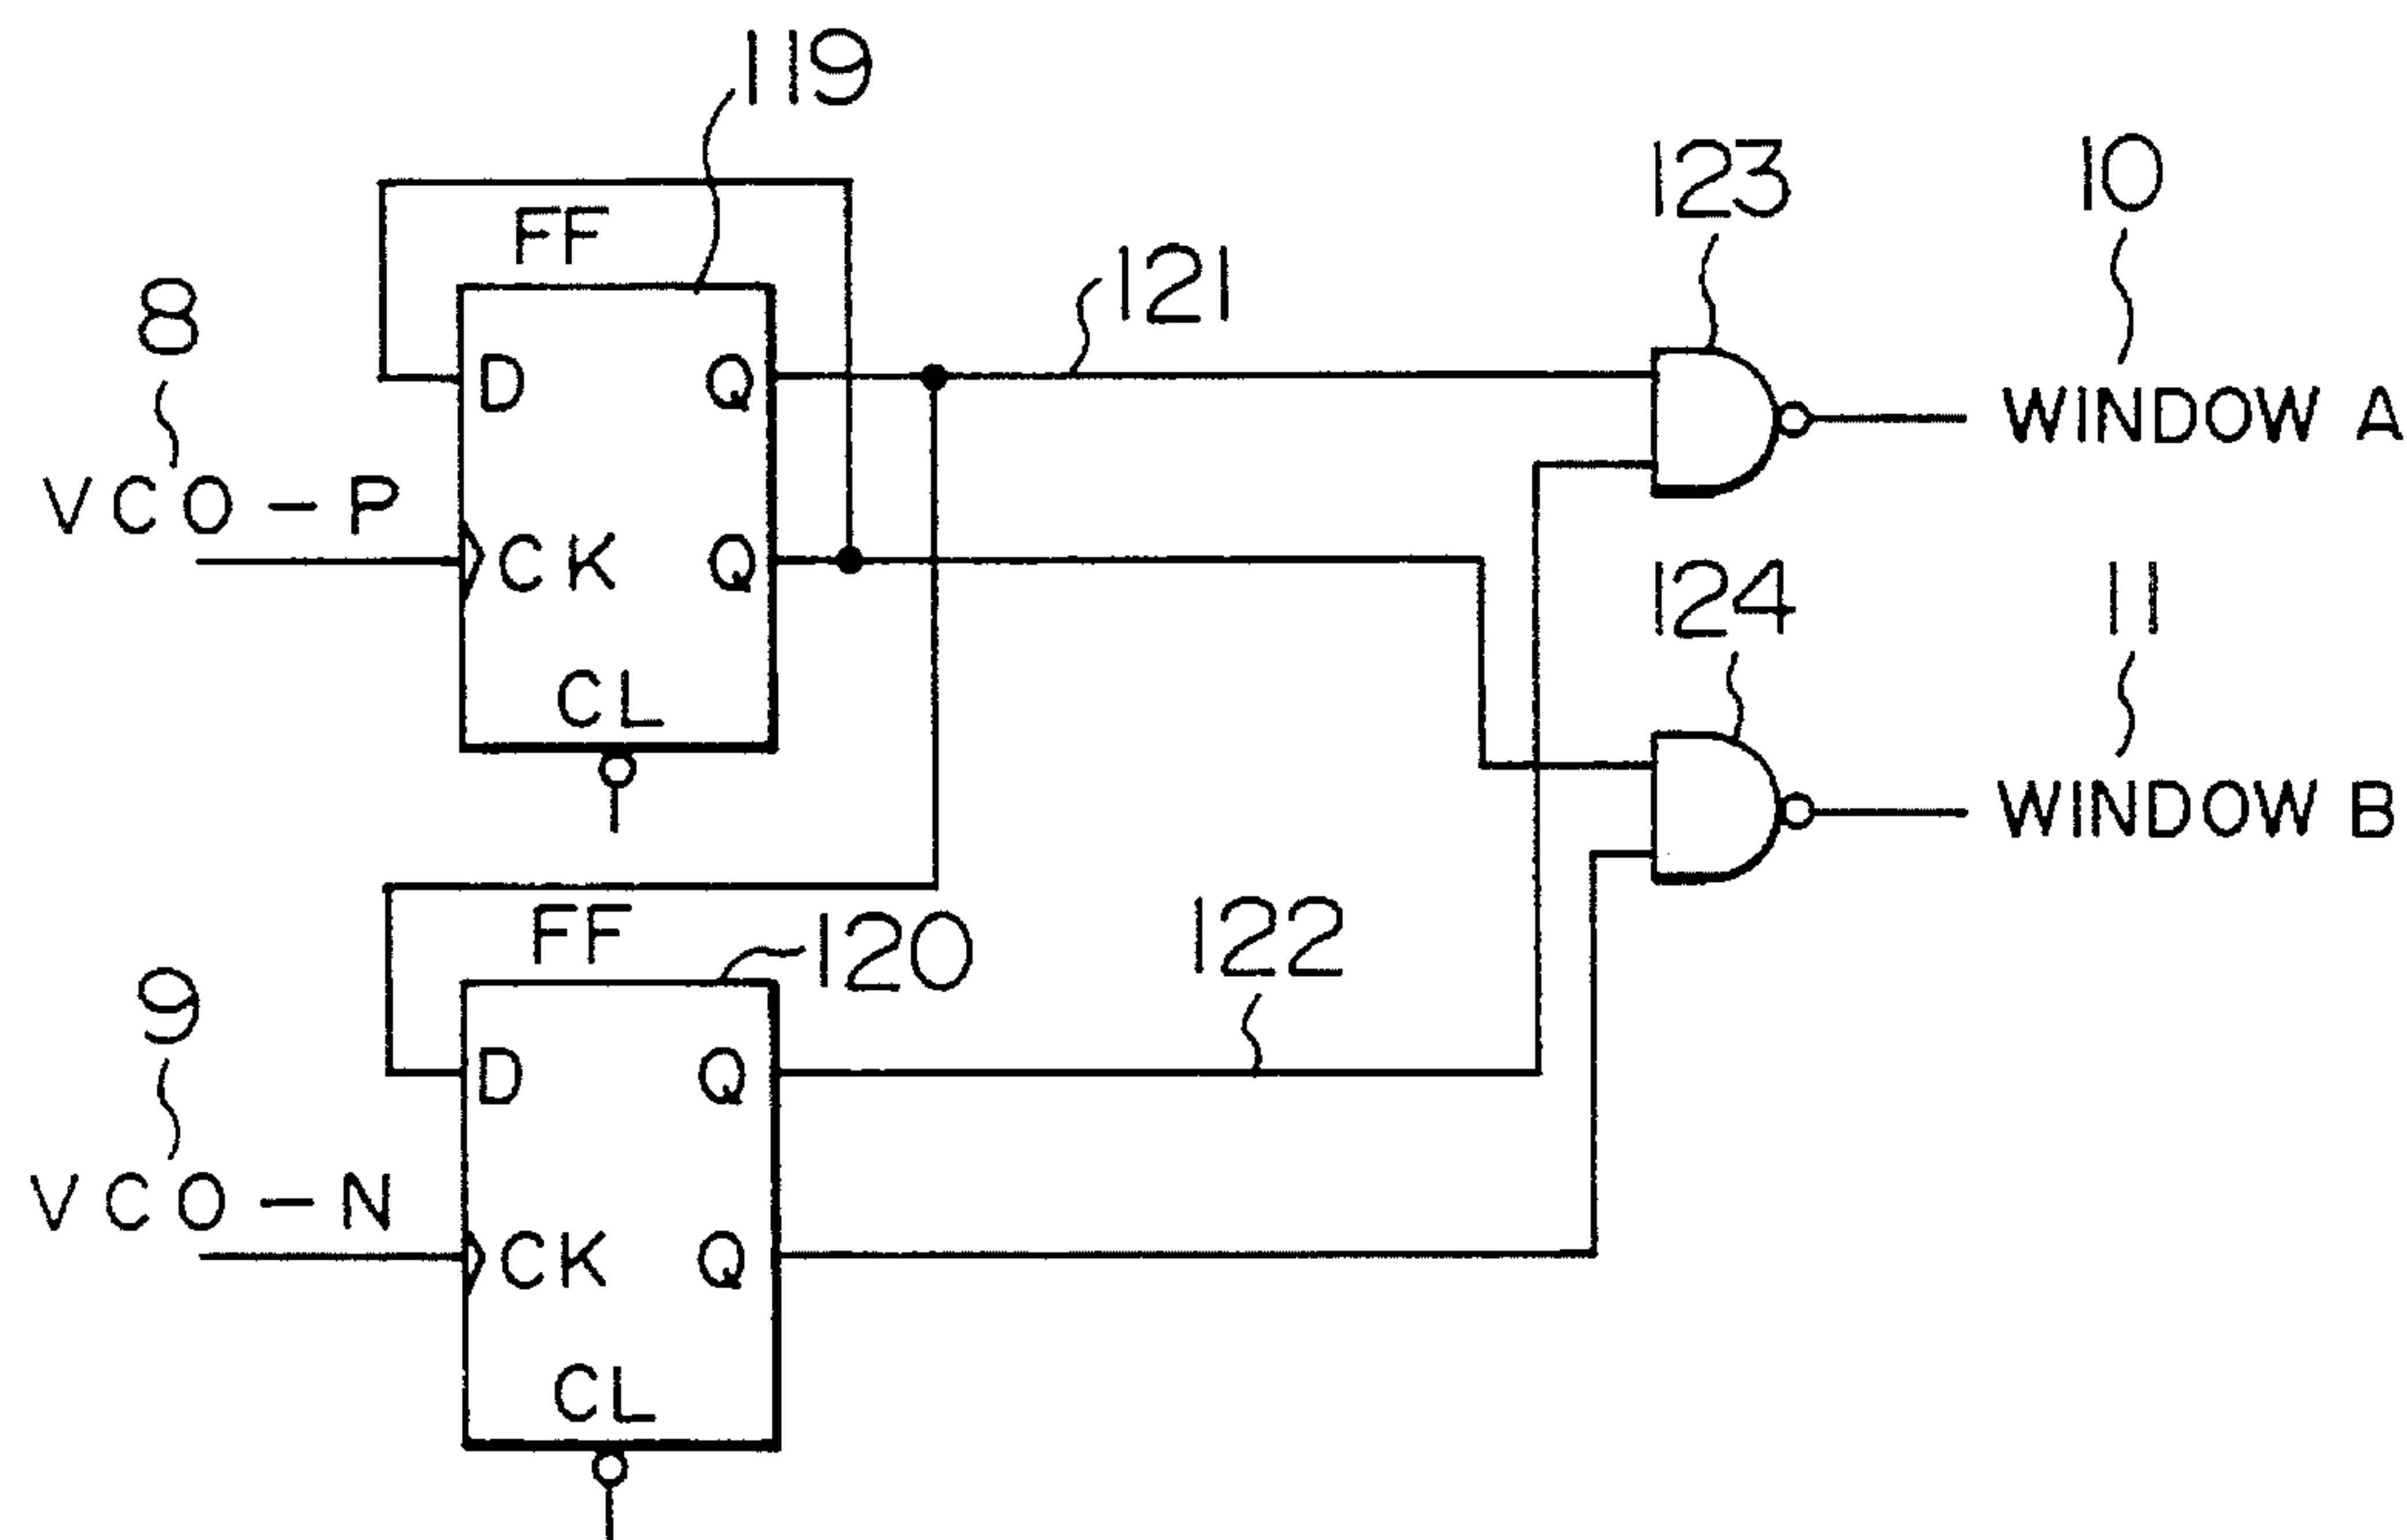 119
123
10
FF
121
8
D
Q
WINDOW A
VCO-P
CK
Q
124
11
CL
WINDOW B
FF
120
122
9
D
Q
VCO-N
CK
Q
CL